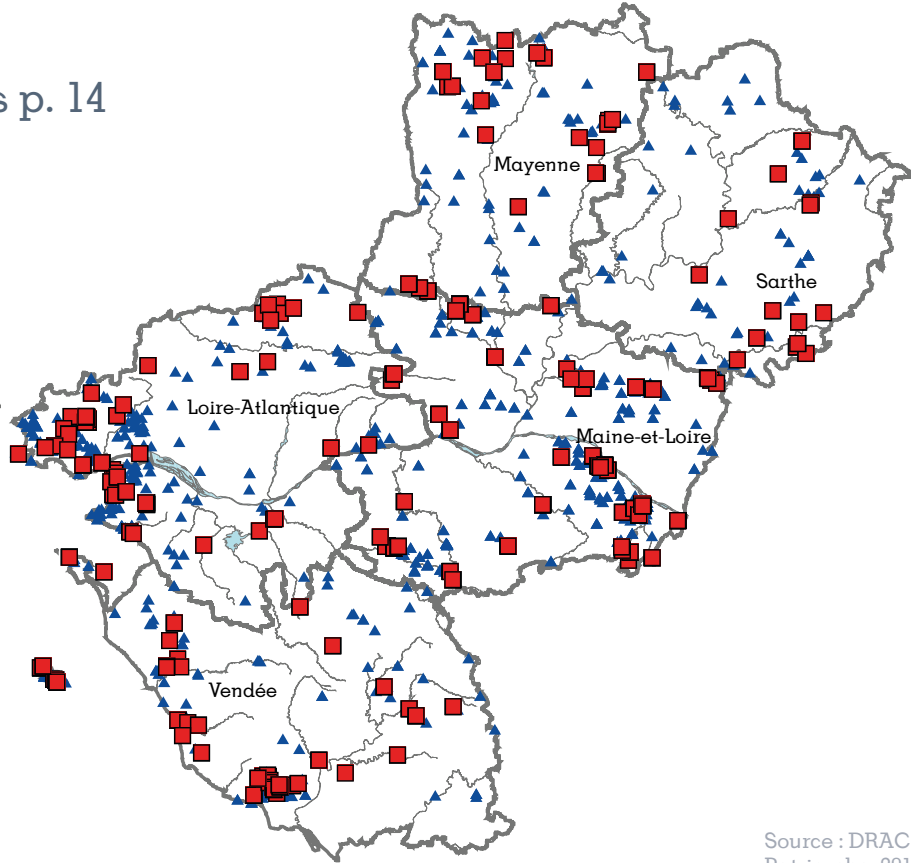 s p. 14
Mayenne
Sarthe
Loire-Atlantique
Maine-et-Loire
Vendée
Source : DRAC